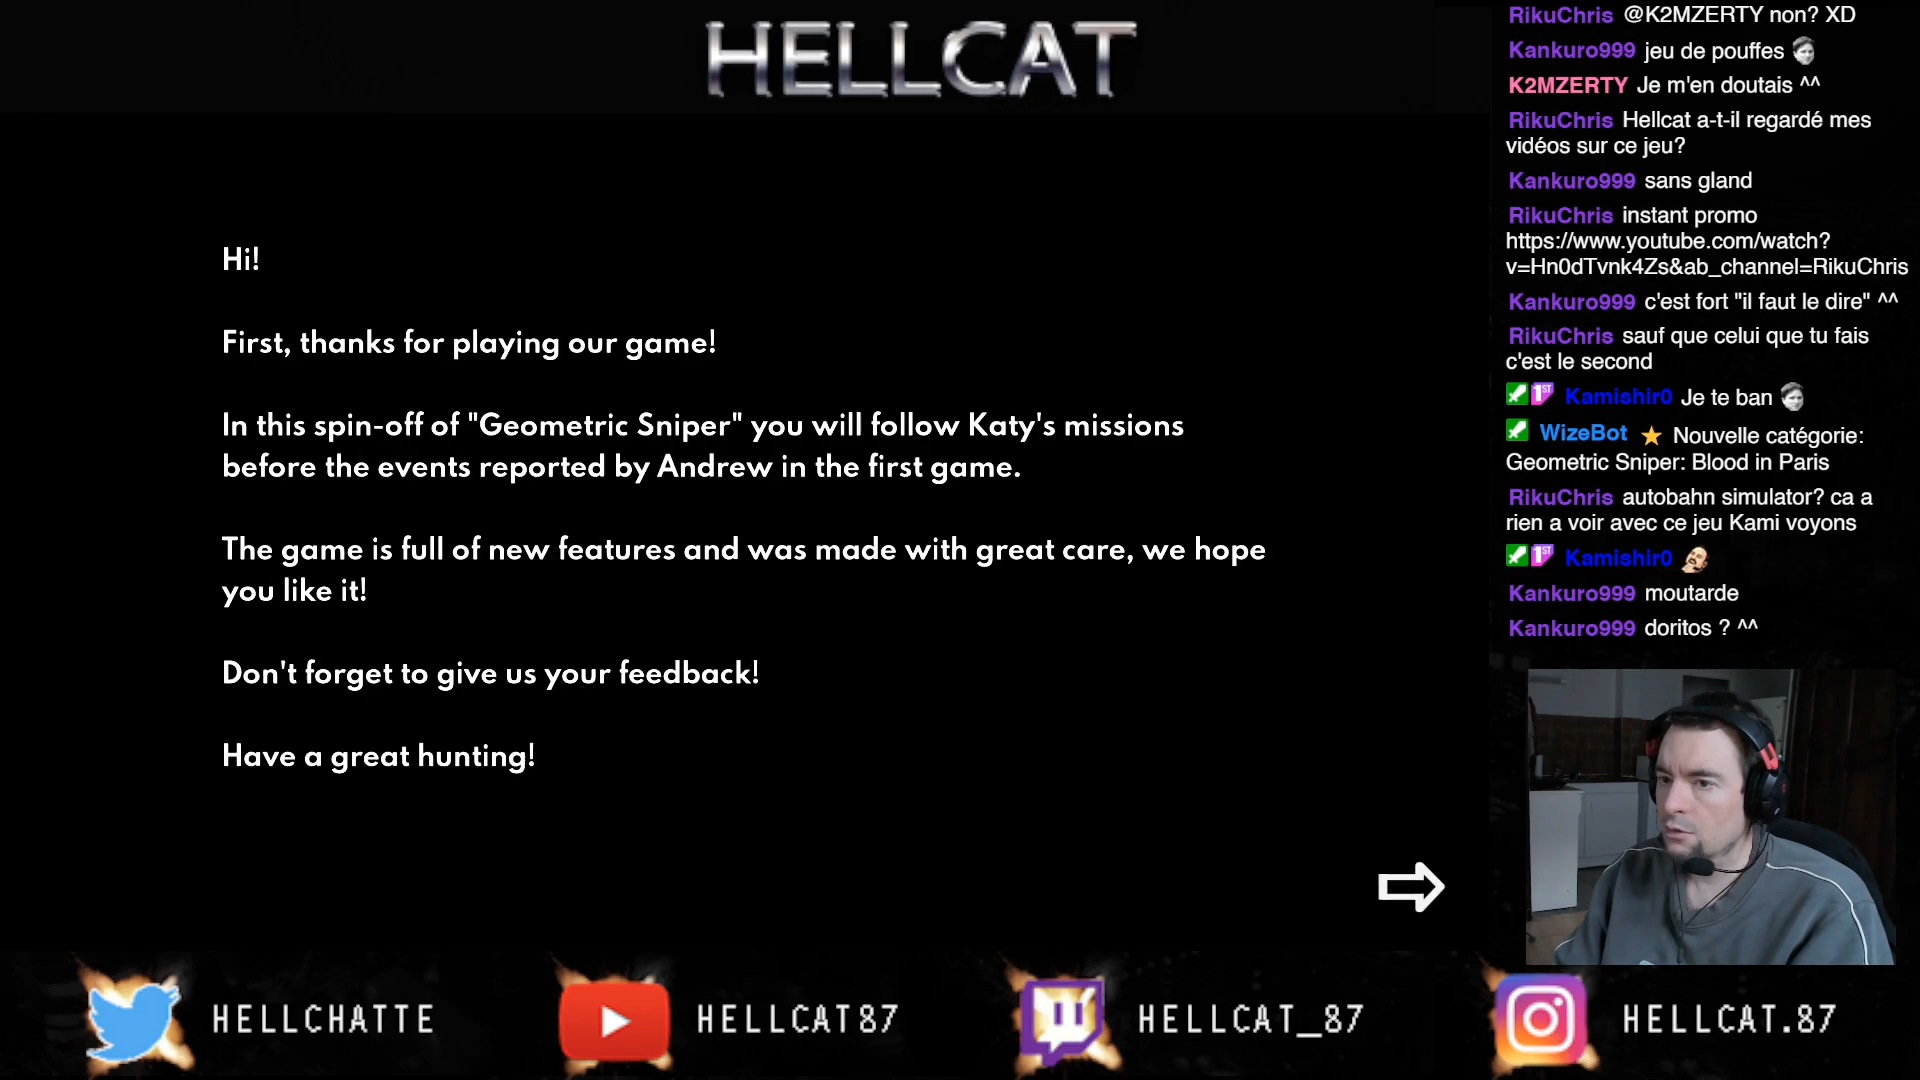 HELLCAT
Hi!
First, thanks for playing our game!
In this spin-off of "Geometric Sniper" you will follow Katy's missions
before the events reported by Andrew in the first game.
The game is full of new features and was made with great care, we hope
you like it!
Don't forget to give us your feedback!
Have a great hunting!
RikuChris @K2MZERTY non? XD
Kankuro999 jeu de pouffes
K2MZERTY Je m'en doutais ^^
RikuChris Hellcat a-t-il regardé mes
vidéos sur ce jeu?
Kankuro999 sans gland
RikuChris instant promo
https://www.youtube.com/watch?
v=Hn0dTvnk4Zs&ab_channel=RikuChris
Kankuro999 c'est fort "il faut le dire" ^^
RikuChris sauf que celui que tu fais
c'est le second
1ST Kamishir0 Je te ban
WizeBot Nouvelle catégorie:
Geometric Sniper: Blood in Paris
RikuChris autobahn simulator? ca a
rien a voir avec ce jeu Kami voyons
1ST Kamishir0
Kankuro999 moutarde
Kankuro999 doritos ? ^^
HELLCHATTE
HELLCAT87
HELLCAT_87
HELLCAT.87